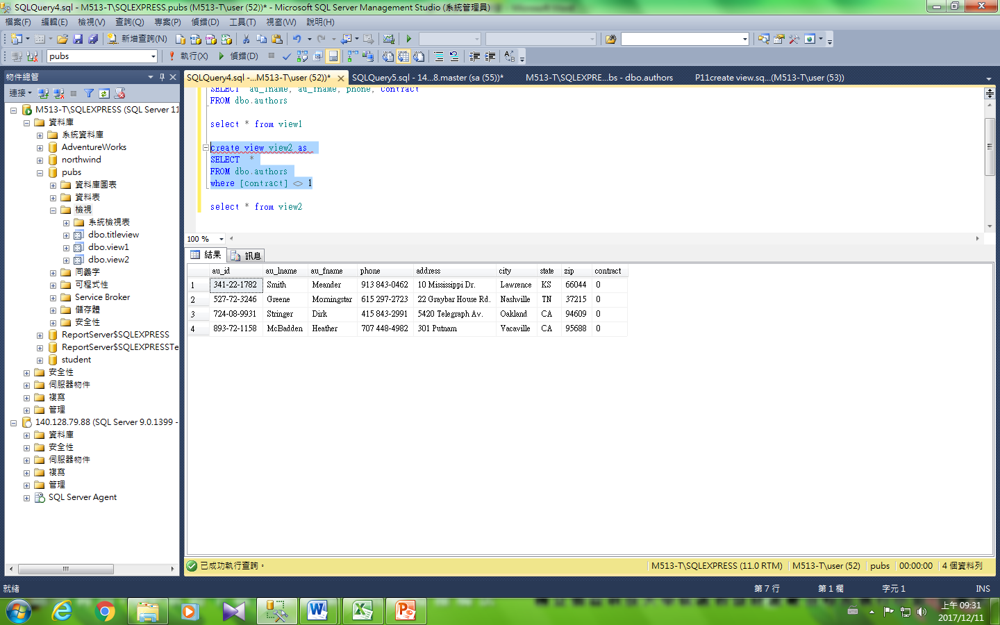 SQLQuery4.sql - M513-T\SQLEXPRESS.pubs (M513-T\user (52))* - Microsoft SQL Server Management Studio (系統管理員)
檔案(F) 編輯(E) 檢視(V) 查詢(Q) 專案(P) 偵錯(D) 工具(T) 視窗(W) 說明(H)
新增查詢(N)
pubs 執行(X) 偵錯(D)
物件總管
連接
M513-T\SQLEXPRESS (SQL Server 11
資料庫
系統資料庫
AdventureWorks
northwind
pubs
資料庫圖表
資料表
檢視
系統檢視表
dbo.titleview
dbo.view1
dbo.view2
同義字
可程式性
Service Broker
儲存體
安全性
ReportServer$SQLEXPRESS
ReportServer$SQLEXPRESSTe
student
安全性
伺服器物件
複寫
管理
140.128.79.88 (SQL Server 9.0.1399 -
資料庫
安全性
伺服器物件
複寫
管理
SQL Server Agent
SQLQuery4.sql -...M513-T\user (52))* SQLQuery5.sql - 14...8.master (sa (55))* M513-T\SQLEXPRE...bs - dbo.authors P11create view.sq...(M513-T\user (53))
SELECT au_lname, au_fname, phone, contract
FROM dbo.authors
select * from view1
create view view2 as
SELECT *
FROM dbo.authors
where [contract] <> 1
select * from view2
100 %
結果 訊息
au_id au_lname au_fname phone address city state zip contract
1 341-22-1782 Smith Meander 913 843-0462 10 Mississippi Dr. Lawrence KS 66044 0
2 527-72-3246 Greene Morningstar 615 297-2723 22 Graybar House Rd. Nashville TN 37215 0
3 724-08-9931 Stringer Dirk 415 843-2991 5420 Telegraph Av. Oakland CA 94609 0
4 893-72-1158 McBadden Heather 707 448-4982 301 Putnam Vacaville CA 95688 0
已成功執行查詢。 M513-T\SQLEXPRESS (11.0 RTM) M513-T\user (52) pubs 00:00:00 4 個資料列
就緒 第 7 行 第 1 欄 字元 1 INS
上午 09:31
2017/12/11